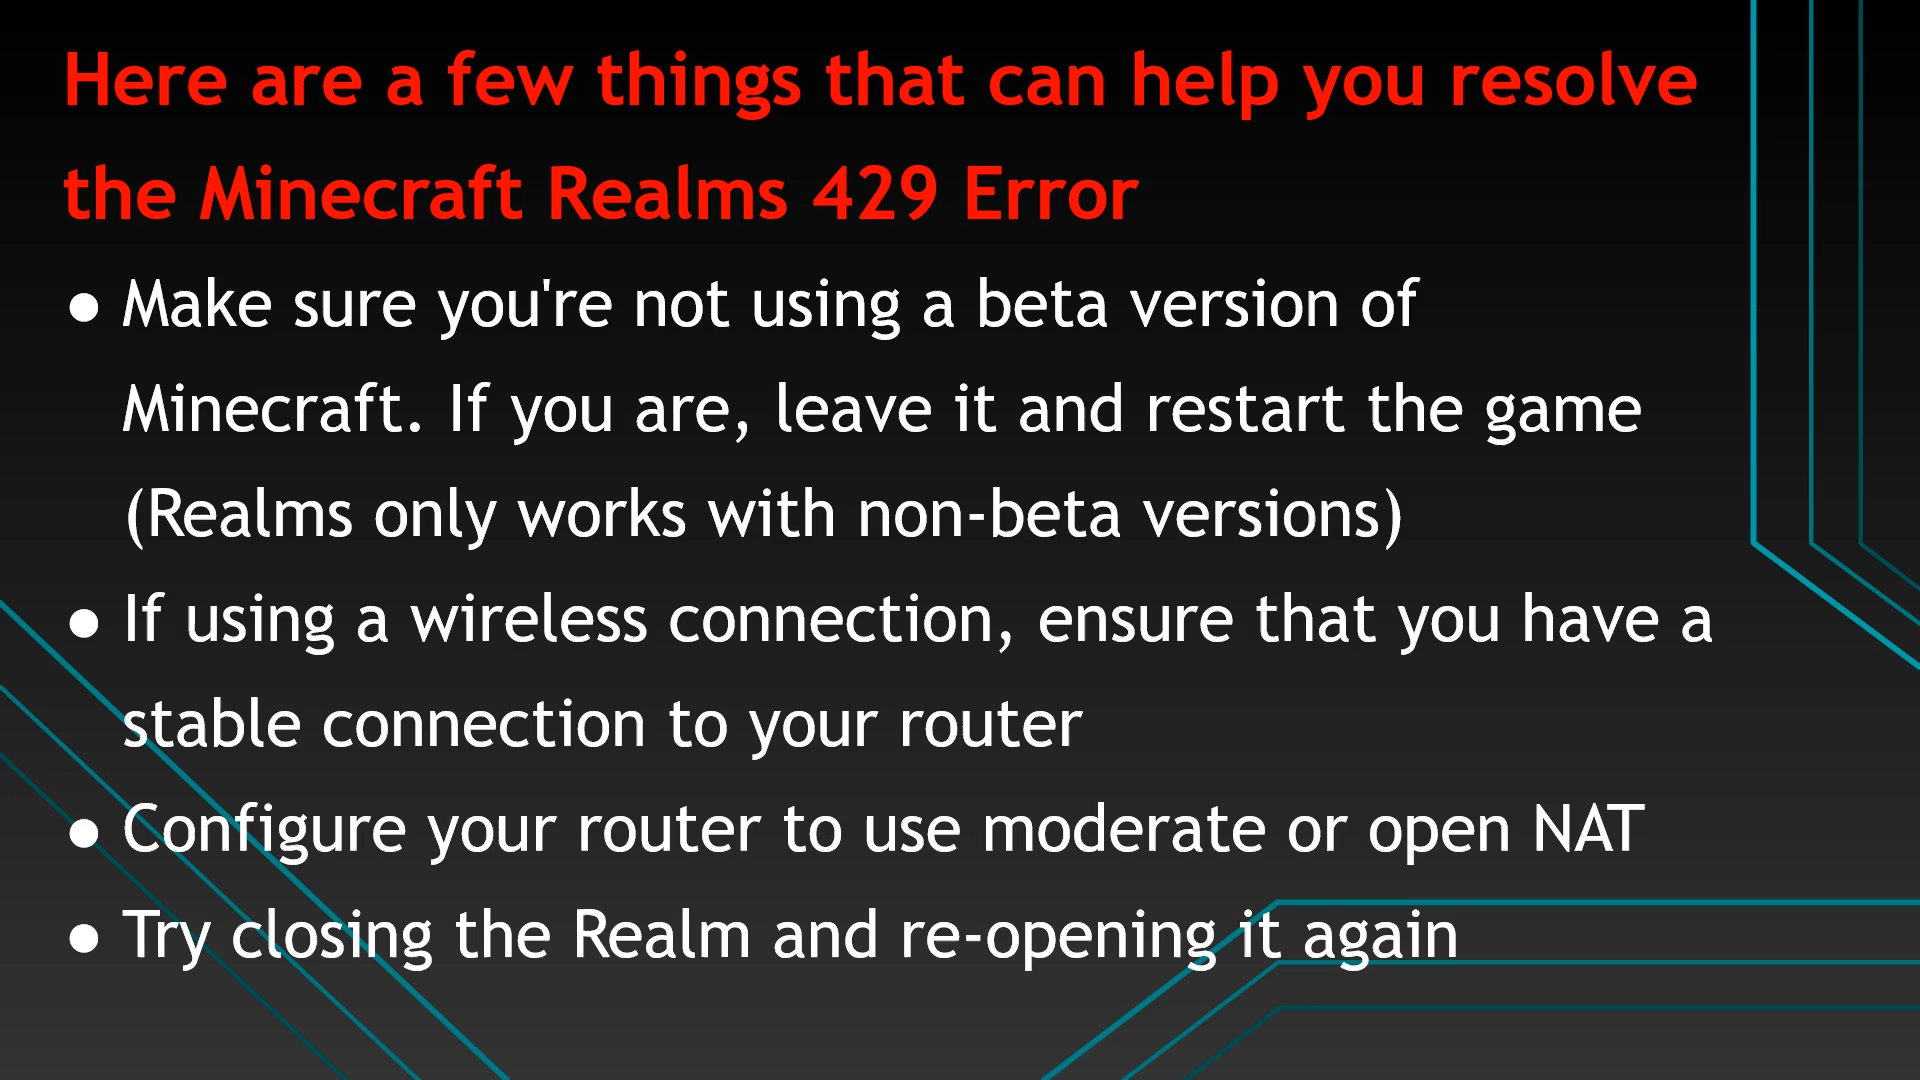 Here are a few things that can help you resolve
the Minecraft Realms 429 Error
● Make sure you're not using a beta version of
Minecraft. If you are, leave it and restart the game
(Realms only works with non-beta versions)
● If using a wireless connection, ensure that you have a
stable connection to your router
● Configure your router to use moderate or open NAT
● Try closing the Realm and re-opening it again